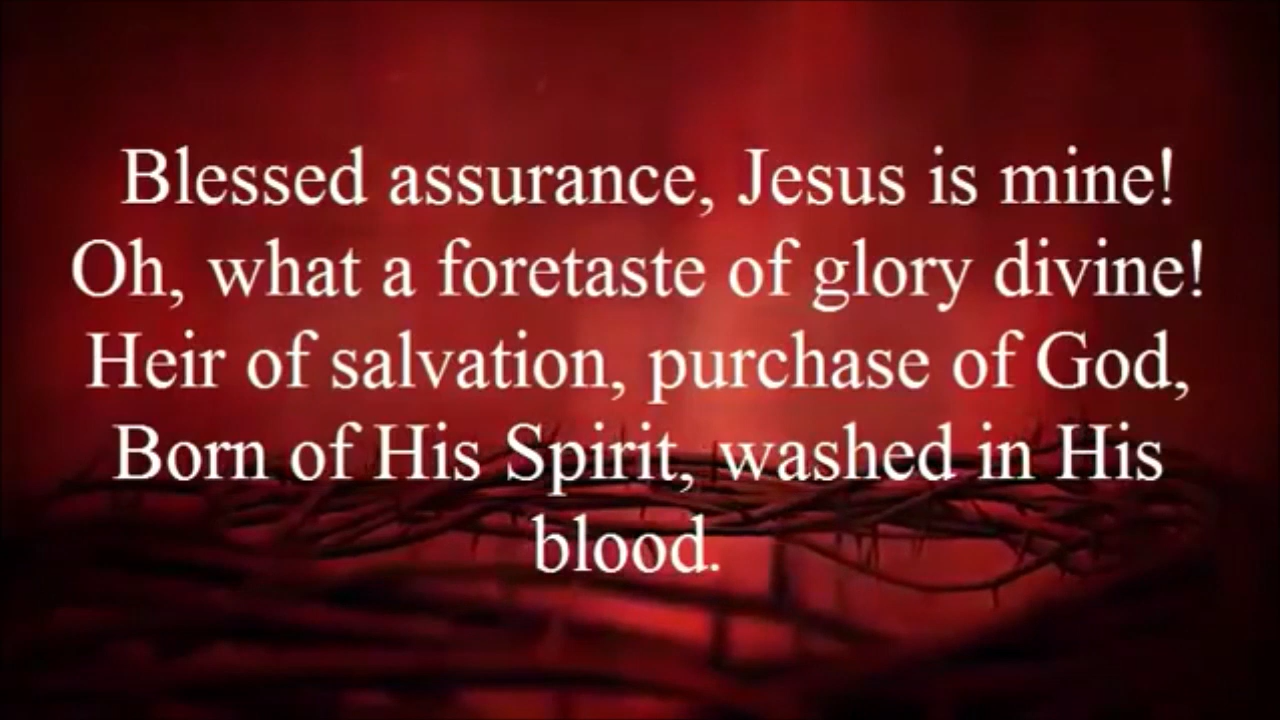 Blessed assurance, Jesus is mine!
Oh, what a foretaste of glory divine!
Heir of salvation, purchase of God,
Born of His Spirit, washed in His
blood.